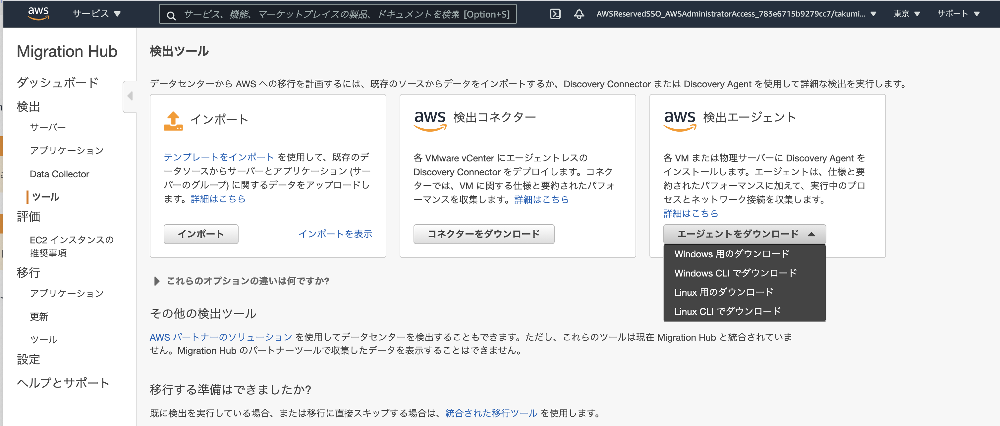 aws
サービス ▼
サービス、機能、マーケットプレイスの製品、ドキュメントを検索 [Option+S]
AWSReservedSSO_AWSAdministratorAccess_783e6715b9279cc7/takumi... ▼
東京 ▼
サポート ▼
Migration Hub
ダッシュボード
検出
サーバー
アプリケーション
Data Collector
ツール
評価
EC2 インスタンスの
推奨事項
移行
アプリケーション
更新
ツール
設定
ヘルプとサポート
検出ツール
データセンターから AWS への移行を計画するには、既存のソースからデータをインポートするか、Discovery Connector または Discovery Agent を使用して詳細な検出を実行します。
インポート
テンプレートをインポート を使用して、既存のデ
ータソースからサーバーとアプリケーション (サー
バーのグループ) に関するデータをアップロードし
ます。詳細はこちら
インポート
インポートを表示
aws 検出コネクター
各 VMware vCenter にエージェントレスの
Discovery Connector をデプロイします。コネク
ターでは、VM に関する仕様と要約されたパフォ
ーマンスを収集します。詳細はこちら
コネクターをダウンロード
aws 検出エージェント
各 VM または物理サーバーに Discovery Agent を
インストールします。エージェントは、仕様と要
約されたパフォーマンスに加えて、実行中のプロ
セスとネットワーク接続を収集します。
詳細はこちら
エージェントをダウンロード ▲
Windows 用のダウンロード
Windows CLI でダウンロード
Linux 用のダウンロード
Linux CLI でダウンロード
これらのオプションの違いは何ですか?
その他の検出ツール
AWS パートナーのソリューション を使用してデータセンターを検出することもできます。ただし、これらのツールは現在 Migration Hub と統合されていま
せん。Migration Hub のパートナーツールで収集したデータを表示することはできません。
移行する準備はできましたか?
既に検出を実行している場合、または移行に直接スキップする場合は、統合された移行ツール を使用します。